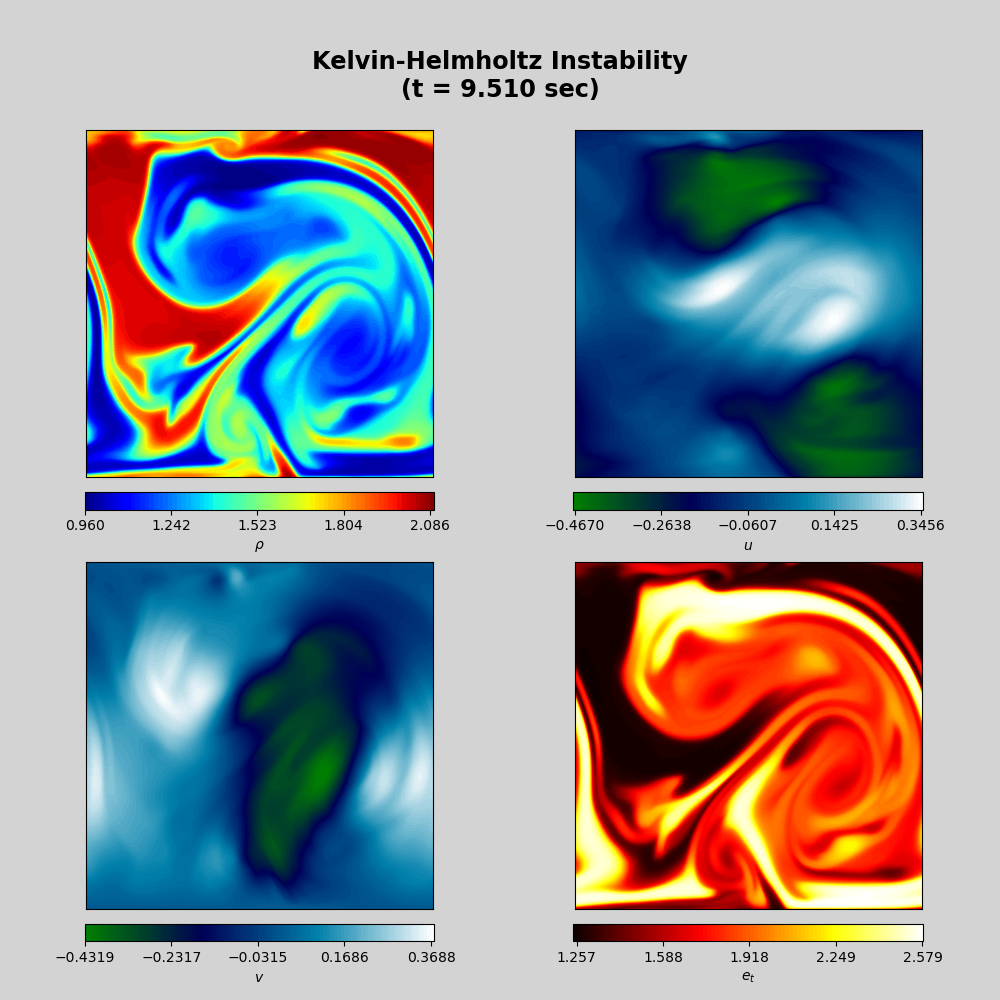 Kelvin-Helmholtz Instability
(t = 9.510 sec)
0.960 1.242 1.523 1.804 2.086
ρ
−0.4670 −0.2638 −0.0607 0.1425 0.3456
u
−0.4319 −0.2317 −0.0315 0.1686 0.3688
v
1.257 1.588 1.918 2.249 2.579
eₜ